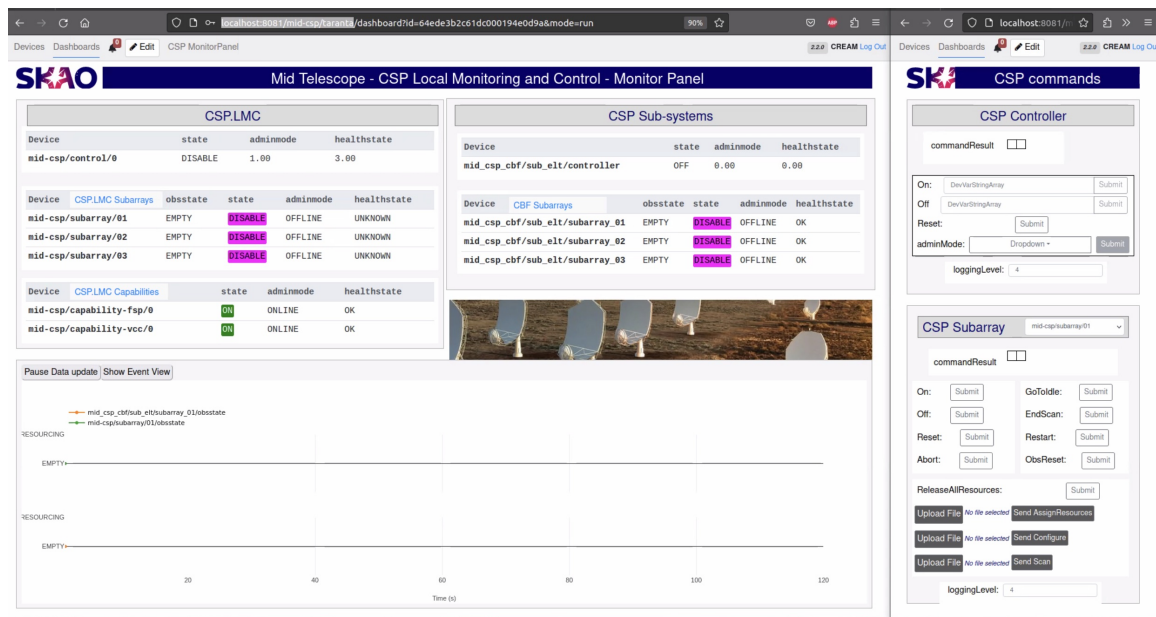 localhost:8081/mid-csp/taranta/dashboard?id=64ede3b2c61dc000194e0d9a&mode=run
90%
Devices Dashboards 0 Edit CSP MonitorPanel
2.2.0 CREAM Log Out
SKAO
Mid Telescope - CSP Local Monitoring and Control - Monitor Panel
CSP.LMC
Device state adminmode healthstate
mid-csp/control/0 DISABLE 1.00 3.00
Device CSP.LMC Subarrays obsstate state adminmode healthstate
mid-csp/subarray/01 EMPTY DISABLE OFFLINE UNKNOWN
mid-csp/subarray/02 EMPTY DISABLE OFFLINE UNKNOWN
mid-csp/subarray/03 EMPTY DISABLE OFFLINE UNKNOWN
Device CSP.LMC Capabilities state adminmode healthstate
mid-csp/capability-fsp/0 ON ONLINE OK
mid-csp/capability-vcc/0 ON ONLINE OK
CSP Sub-systems
Device state adminmode healthstate
mid_csp_cbf/sub_elt/controller OFF 0.00 0.00
Device CBF Subarrays obsstate state adminmode healthstate
mid_csp_cbf/sub_elt/subarray_01 EMPTY DISABLE OFFLINE OK
mid_csp_cbf/sub_elt/subarray_02 EMPTY DISABLE OFFLINE OK
mid_csp_cbf/sub_elt/subarray_03 EMPTY DISABLE OFFLINE OK
Pause Data update Show Event View
mid_csp_cbf/sub_elt/subarray_01/obsstate
mid-csp/subarray/01/obsstate
RESOURCING
EMPTY
RESOURCING
EMPTY
20 40 60 80 100 120
Time (s)
localhost:8081/m
Devices Dashboards 0 Edit
2.2.0 CREAM Log Ou
CSP commands
CSP Controller
commandResult
On: DevVarStringArray Submit
Off DevVarStringArray Submit
Reset: Submit
adminMode: Dropdown Submit
loggingLevel: 4
CSP Subarray mid-csp/subarray/01
commandResult
On: Submit GoToIdle: Submit
Off: Submit EndScan: Submit
Reset: Submit Restart: Submit
Abort: Submit ObsReset: Submit
ReleaseAllResources: Submit
Upload File No file selected Send AssignResources
Upload File No file selected Send Configure
Upload File No file selected Send Scan
loggingLevel: 4